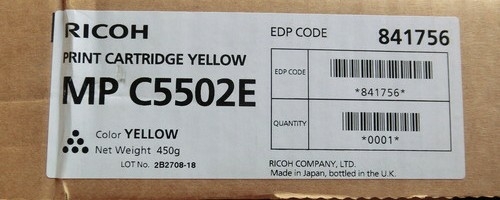 RICOH
PRINT CARTRIDGE YELLOW
MP C5502E
Color YELLOW
Net Weight 450g
LOT No. 2B2708-18
EDP CODE 841756
EDP CODE
*841756*
QUANTITY
*0001*
RICOH COMPANY, LTD.
Made in Japan, bottled in the U.K.